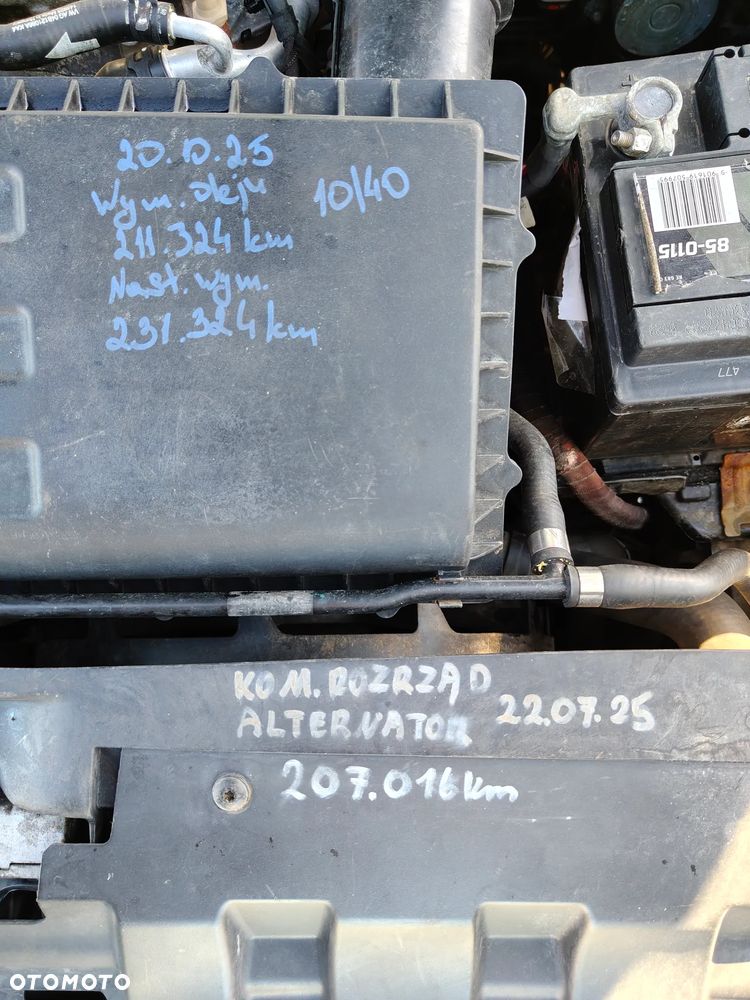 20.10.25
Wym. oleju 10/40
211.324 km
Nast. wym.
231.324 km
85-0115
477
KOM. ROZRZĄD
ALTERNATOR 22.07.25
207.016 km
OTOMOTO